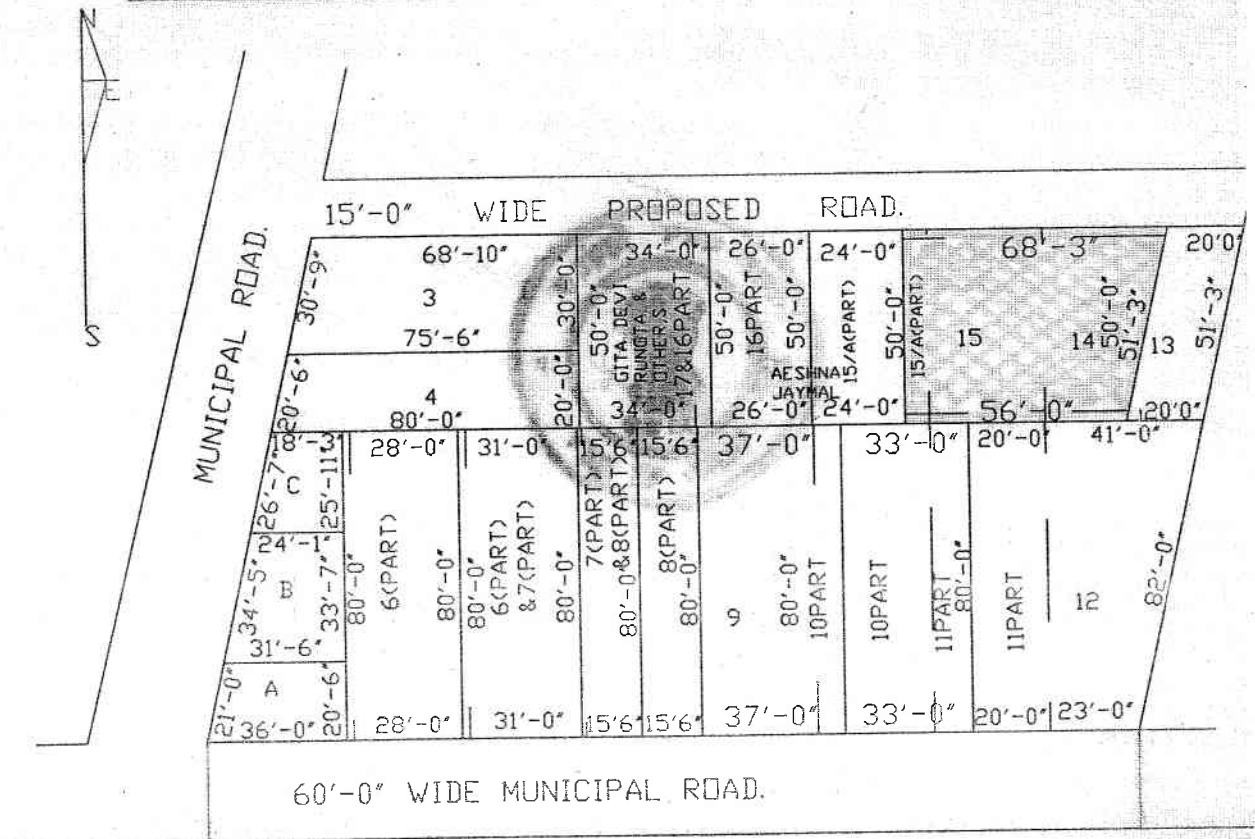 N
E
S
MUNICIPAL ROAD.
15'-0" WIDE PROPOSED ROAD.
30'-9"
68'-10"
3
75'-6"
30'-0"
20'-6"
4
80'-0"
20'-0"
34'-0"
50'-0"
GITA DEVI
RUNGTA &
OTHERS
17&16PART
34'-0"
26'-0"
50'-0"
16PART
50'-0"
AESHNA
JAYMAL
26'-0"
24'-0"
15/A(PART)
50'-0"
24'-0"
15/A(PART)
68'-3"
15
14
50'-0"
51'-3"
56'-0"
20'0"
13
51'-3"
20'0"
18'-3"
26'-7"
C
25'-11"
24'-1"
34'-5"
B
33'-7"
31'-6"
21'-0"
A
20'-6"
36'-0"
28'-0"
80'-0"
6(PART)
80'-0"
28'-0"
31'-0"
80'-0"
6(PART)
&7(PART)
80'-0"
31'-0"
15'6"
7(PART)
&8(PART)
80'-0"
15'6"
15'6"
8(PART)
80'-0"
15'6"
37'-0"
9
80'-0"
10PART
37'-0"
33'-0"
10PART
11PART
80'-0"
33'-0"
20'-0"
41'-0"
11PART
12
82'-0"
20'-0"
23'-0"
60'-0" WIDE MUNICIPAL ROAD.